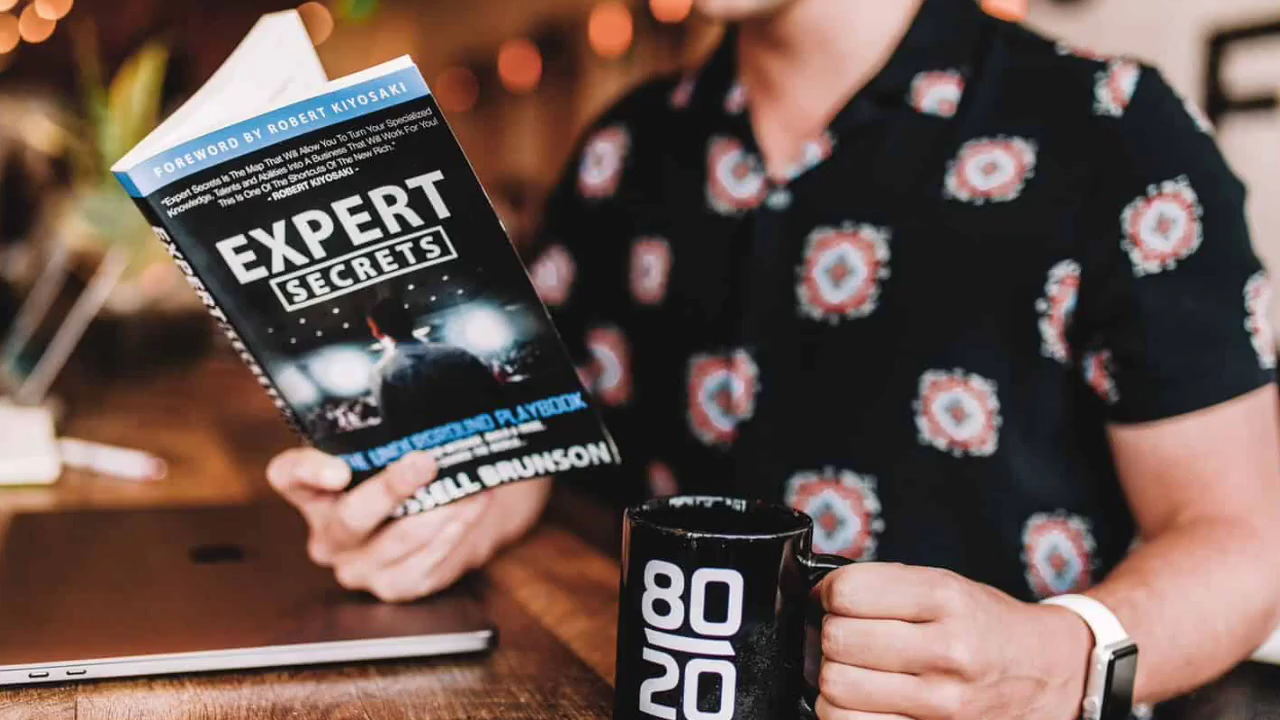 FOREWORD BY ROBERT KIYOSAKI
"Expert Secrets Is The Map That Will Allow You To Turn Your Specialized
Knowledge, Talents and Abilities Into A Business That Will Work For You!
This Is One Of The Shortcuts Of The New Rich."
- ROBERT KIYOSAKI -
EXPERT
SECRETS
UNDERGROUND PLAYBOOK
BRUNSON
EXPERT
80/20